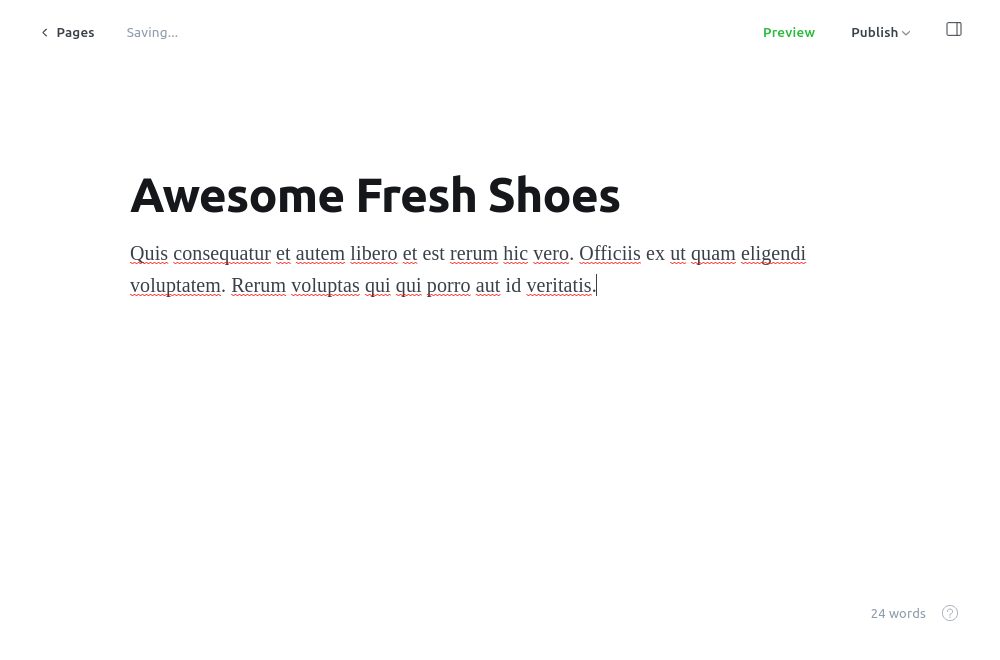 Pages
Saving...
Preview
Publish
Awesome Fresh Shoes
Quis consequatur et autem libero et est rerum hic vero. Officiis ex ut quam eligendi
voluptatem. Rerum voluptas qui qui porro aut id veritatis.
24 words
?